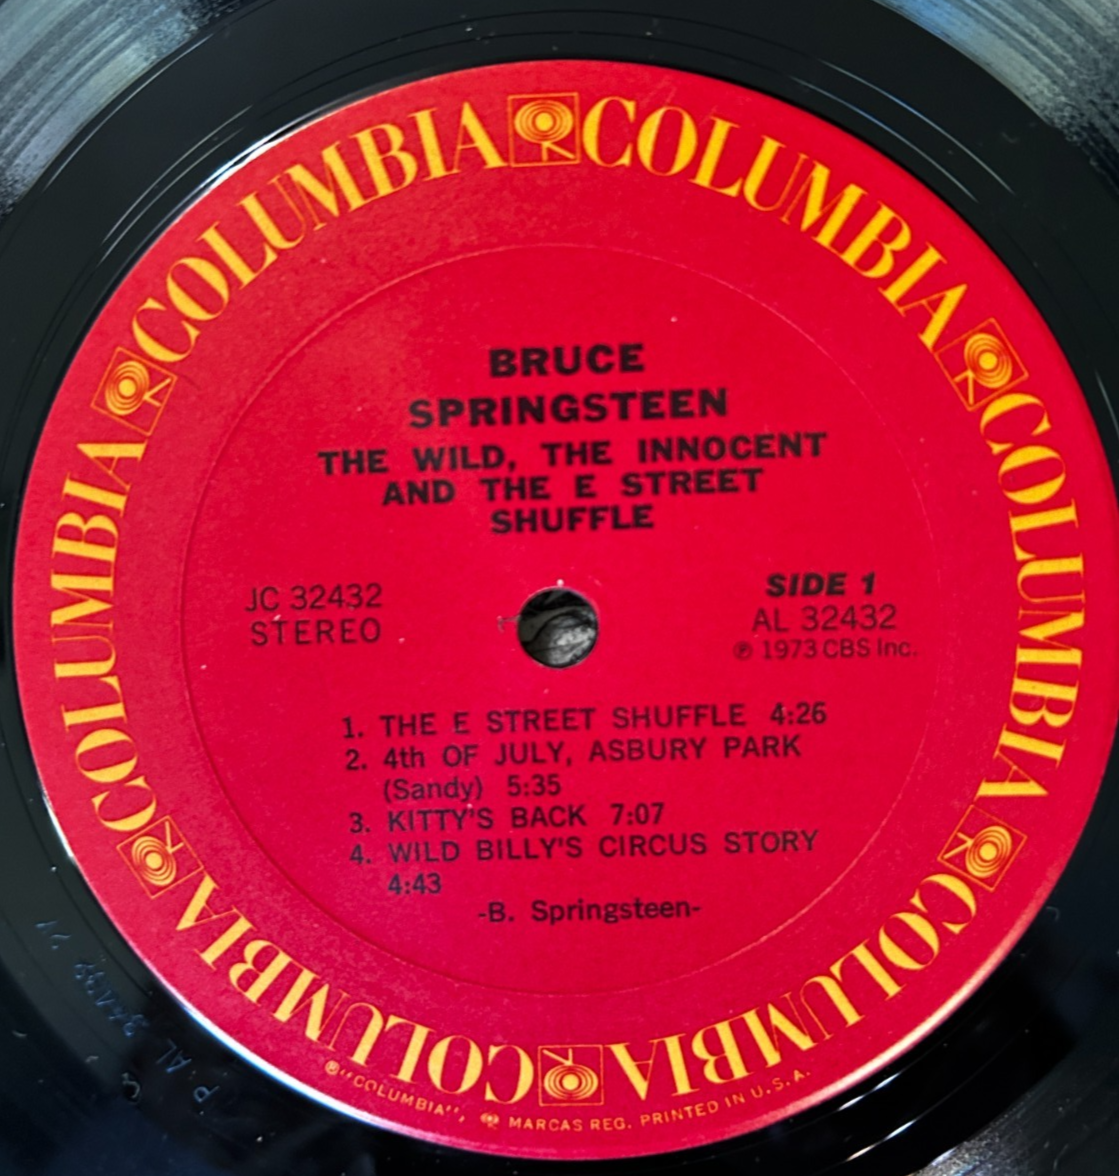 COLUMBIA COLUMBIA COLUMBIA COLUMBIA COLUMBIA COLUMBIA
BRUCE
SPRINGSTEEN
THE WILD, THE INNOCENT
AND THE E STREET
SHUFFLE
JC 32432
STEREO
SIDE 1
AL 32432
℗ 1973 CBS Inc.
1. THE E STREET SHUFFLE 4:26
2. 4th OF JULY, ASBURY PARK
(Sandy) 5:35
3. KITTY'S BACK 7:07
4. WILD BILLY'S CIRCUS STORY
4:43
-B. Springsteen-
®"COLUMBIA", MARCAS REG. PRINTED IN U.S.A.
P AL